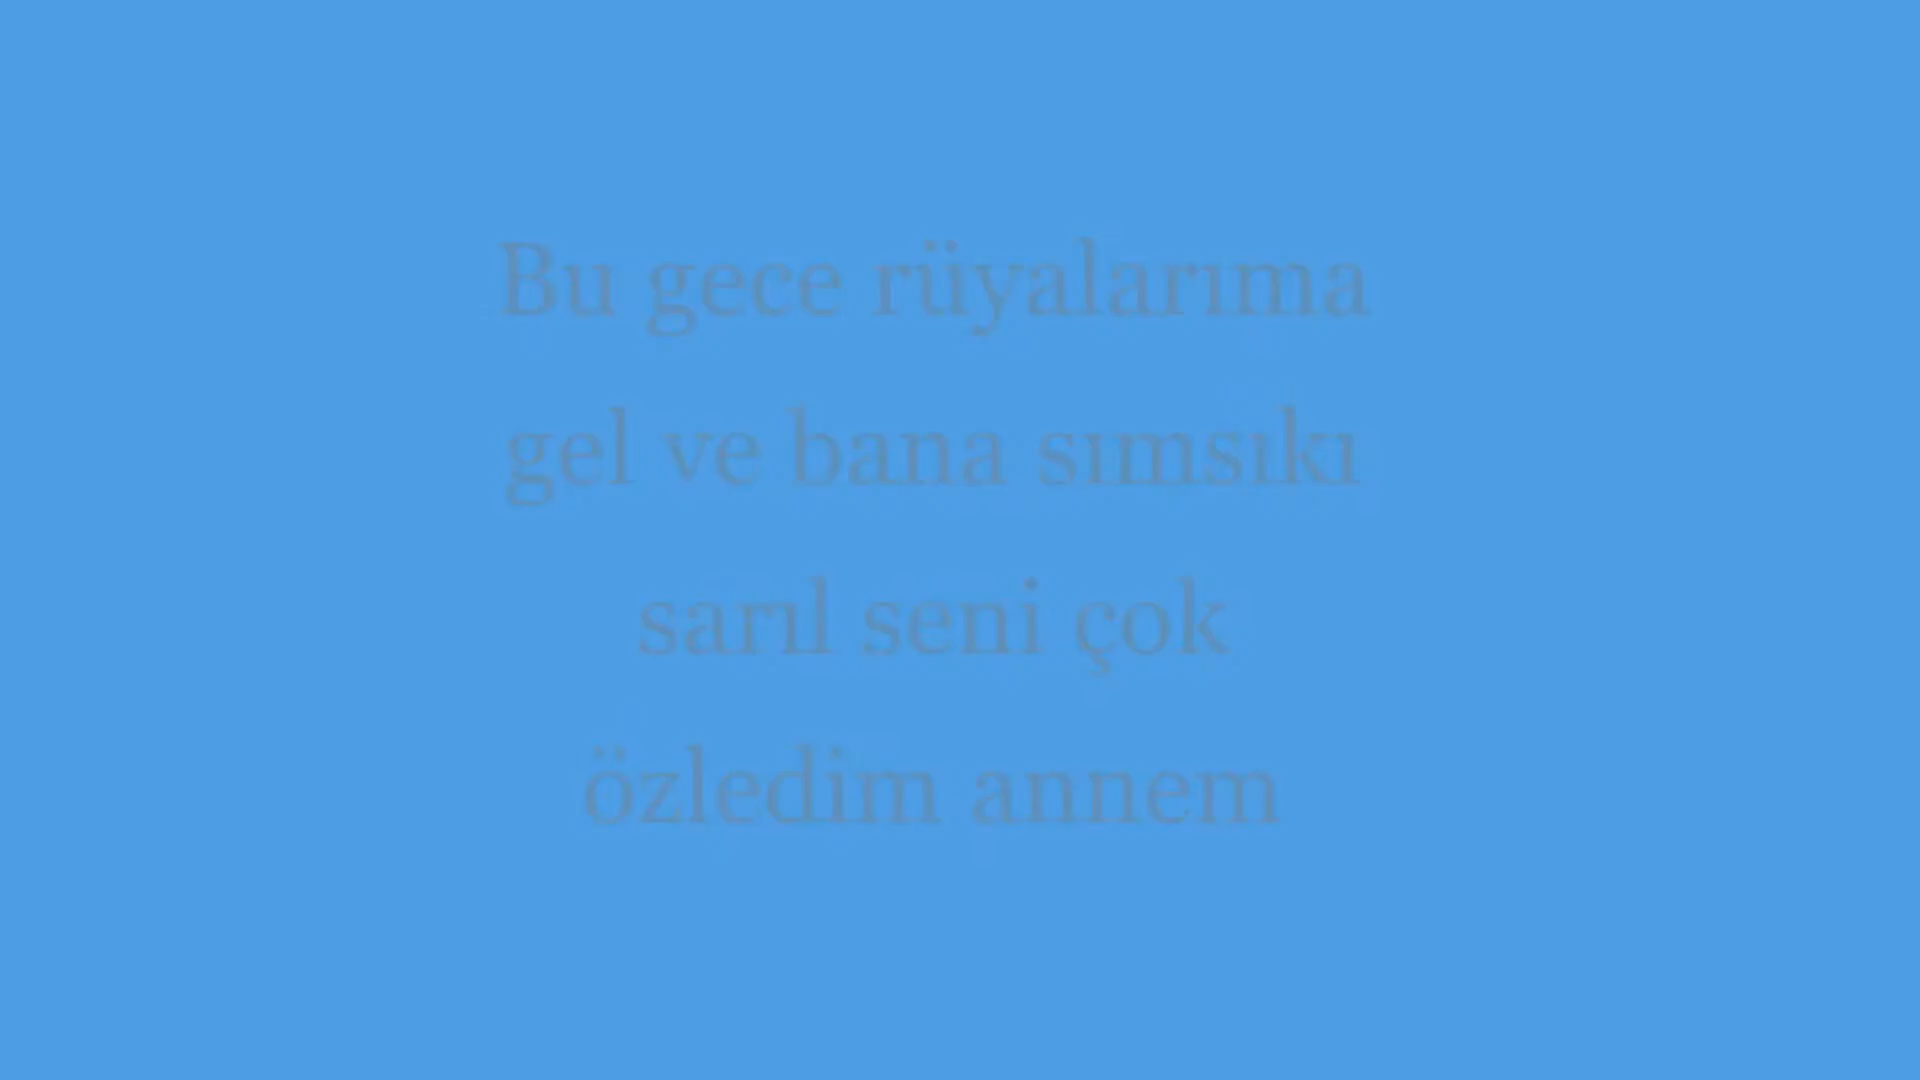 Bu gece rüyalarıma
gel ve bana sımsıkı
sarıl seni çok
özledim annem